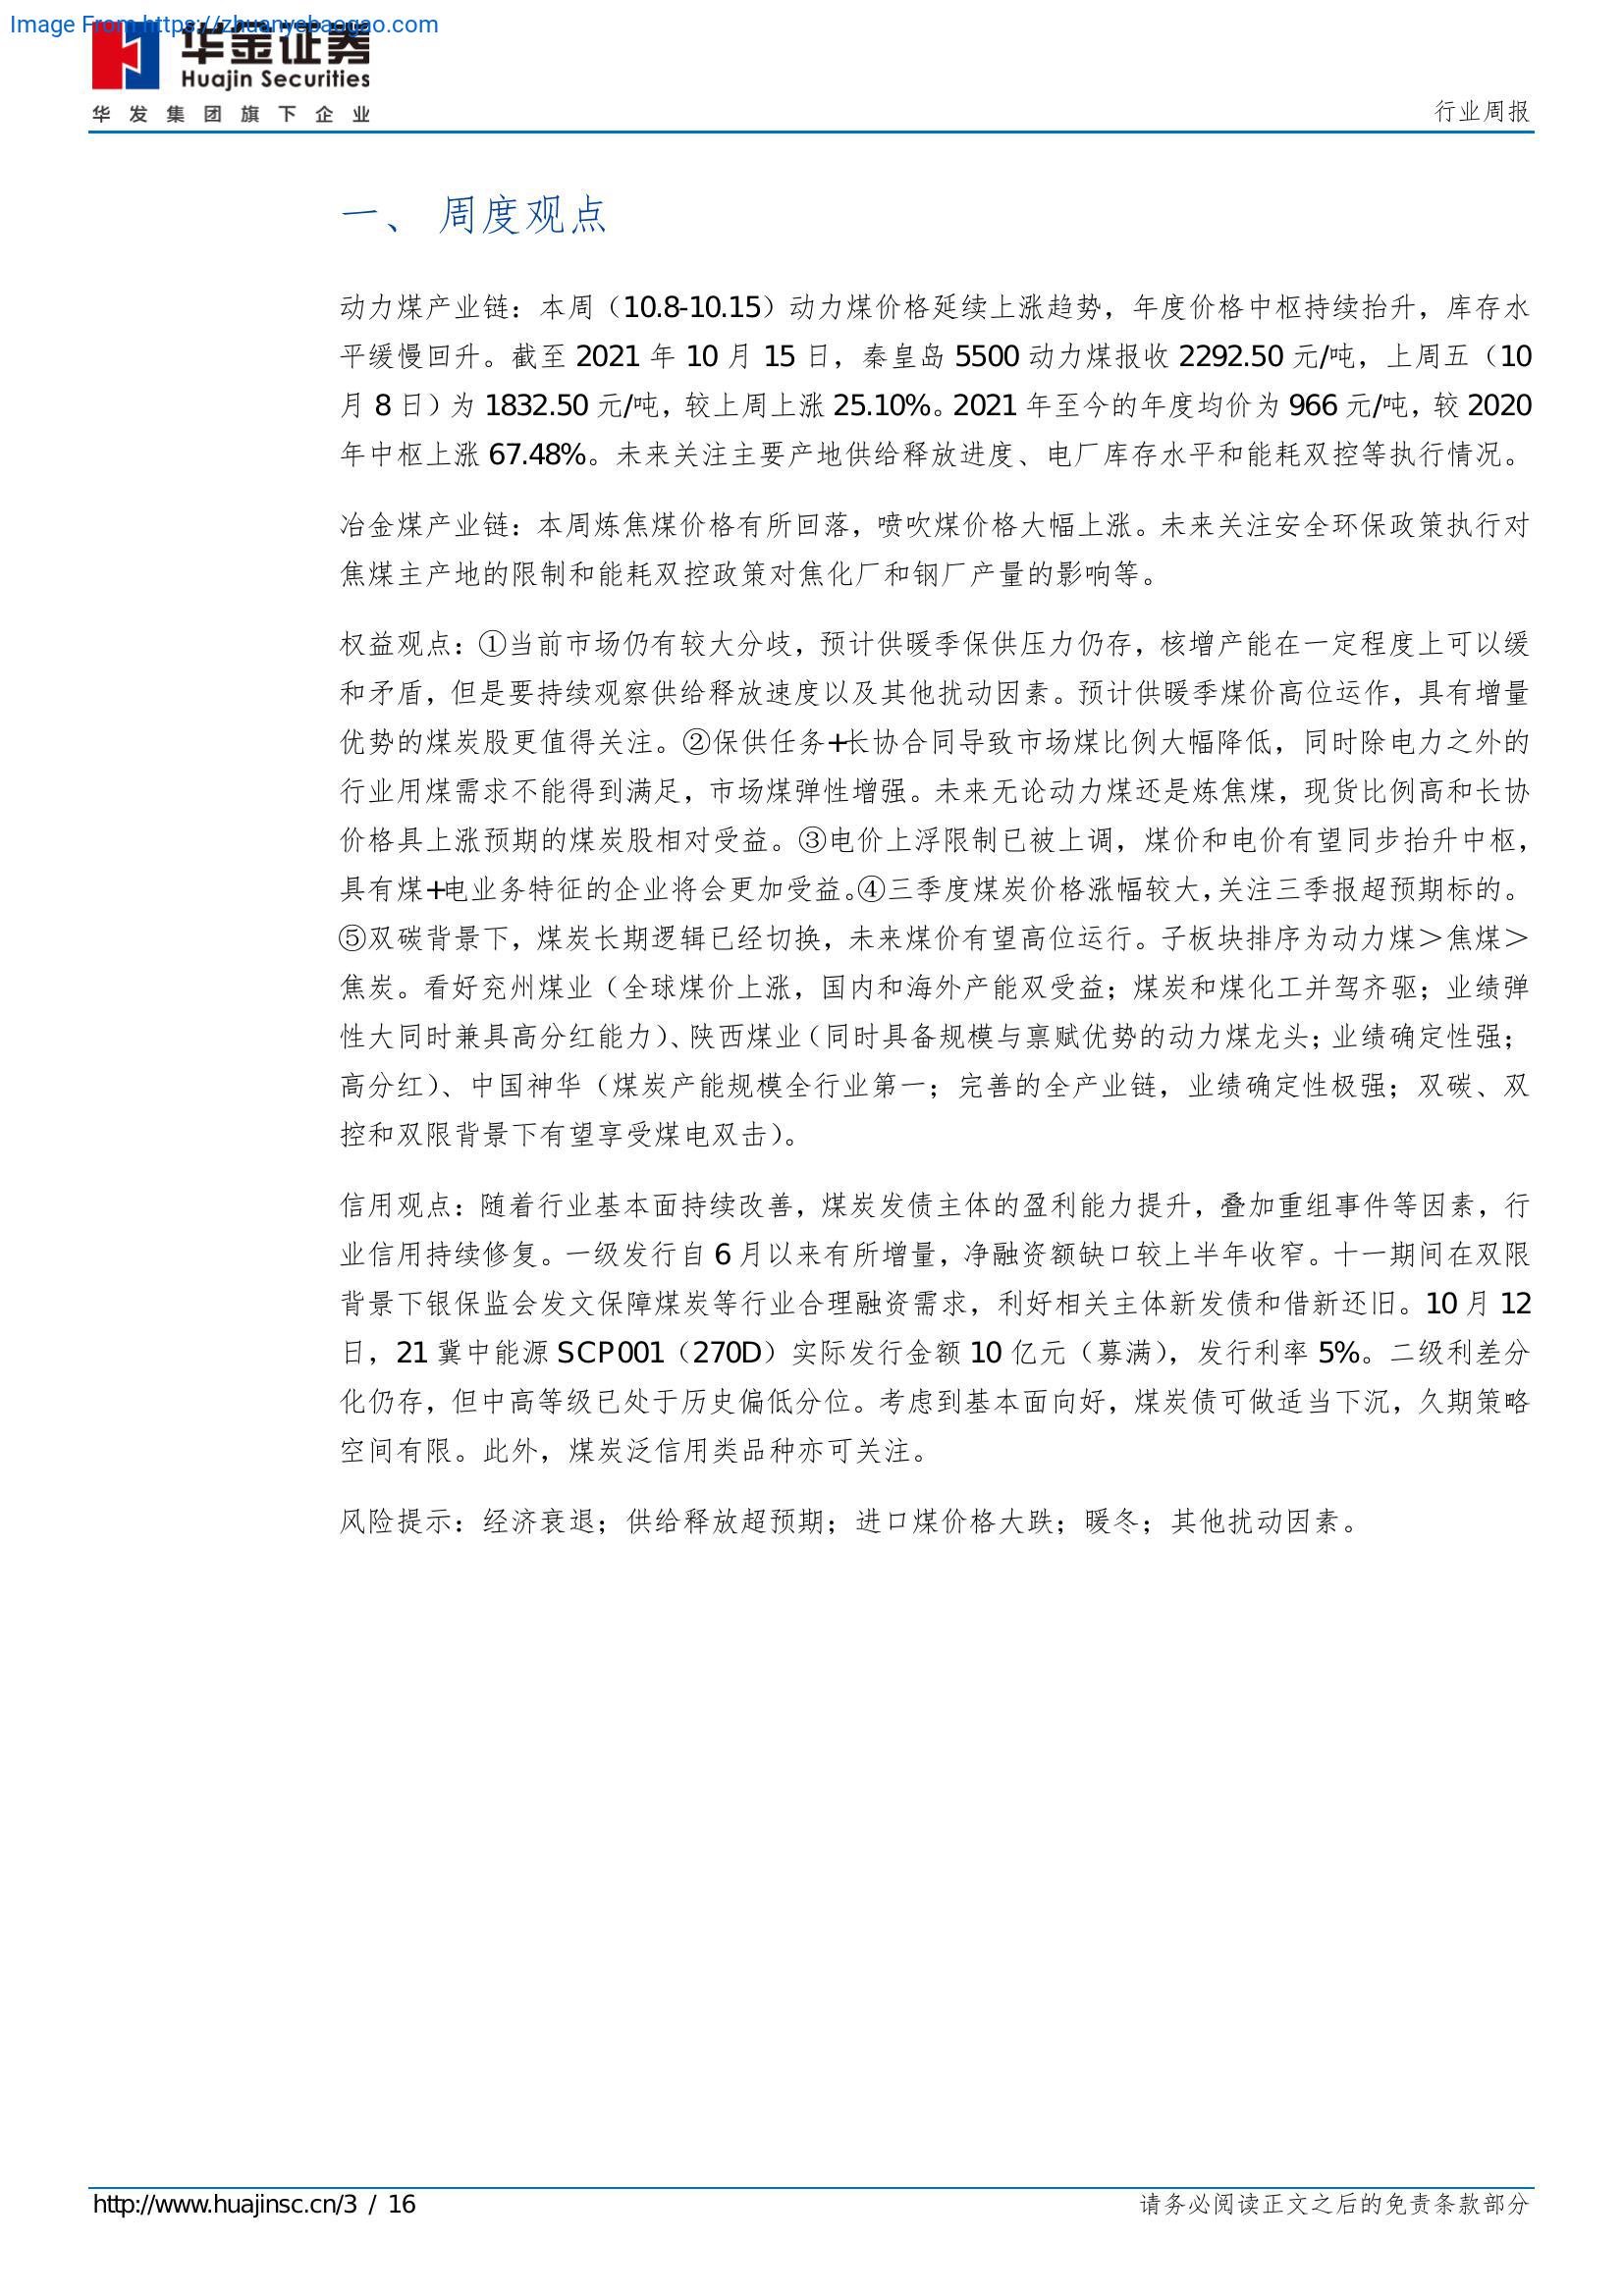 Image From https://zhuanyebaogao.com
华金证券
Huajin Securities
华发集团旗下企业
行业周报
一、 周度观点
动力煤产业链：本周（10.8-10.15）动力煤价格延续上涨趋势，年度价格中枢持续抬升，库存水
平缓慢回升。截至 2021 年 10 月 15 日，秦皇岛 5500 动力煤报收 2292.50 元/吨，上周五（10
月 8 日）为 1832.50 元/吨，较上周上涨 25.10%。2021 年至今的年度均价为 966 元/吨，较 2020
年中枢上涨 67.48%。未来关注主要产地供给释放进度、电厂库存水平和能耗双控等执行情况。
冶金煤产业链：本周炼焦煤价格有所回落，喷吹煤价格大幅上涨。未来关注安全环保政策执行对
焦煤主产地的限制和能耗双控政策对焦化厂和钢厂产量的影响等。
权益观点：①当前市场仍有较大分歧，预计供暖季保供压力仍存，核增产能在一定程度上可以缓
和矛盾，但是要持续观察供给释放速度以及其他扰动因素。预计供暖季煤价高位运作，具有增量
优势的煤炭股更值得关注。②保供任务+长协合同导致市场煤比例大幅降低，同时除电力之外的
行业用煤需求不能得到满足，市场煤弹性增强。未来无论动力煤还是炼焦煤，现货比例高和长协
价格具上涨预期的煤炭股相对受益。③电价上浮限制已被上调，煤价和电价有望同步抬升中枢，
具有煤+电业务特征的企业将会更加受益。④三季度煤炭价格涨幅较大，关注三季报超预期标的。
⑤双碳背景下，煤炭长期逻辑已经切换，未来煤价有望高位运行。子板块排序为动力煤＞焦煤＞
焦炭。看好兖州煤业（全球煤价上涨，国内和海外产能双受益；煤炭和煤化工并驾齐驱；业绩弹
性大同时兼具高分红能力）、陕西煤业（同时具备规模与禀赋优势的动力煤龙头；业绩确定性强；
高分红）、中国神华（煤炭产能规模全行业第一；完善的全产业链，业绩确定性极强；双碳、双
控和双限背景下有望享受煤电双击）。
信用观点：随着行业基本面持续改善，煤炭发债主体的盈利能力提升，叠加重组事件等因素，行
业信用持续修复。一级发行自 6 月以来有所增量，净融资额缺口较上半年收窄。十一期间在双限
背景下银保监会发文保障煤炭等行业合理融资需求，利好相关主体新发债和借新还旧。10 月 12
日，21 冀中能源 SCP001（270D）实际发行金额 10 亿元（募满），发行利率 5%。二级利差分
化仍存，但中高等级已处于历史偏低分位。考虑到基本面向好，煤炭债可做适当下沉，久期策略
空间有限。此外，煤炭泛信用类品种亦可关注。
风险提示：经济衰退；供给释放超预期；进口煤价格大跌；暖冬；其他扰动因素。
http://www.huajinsc.cn/3 / 16
请务必阅读正文之后的免责条款部分